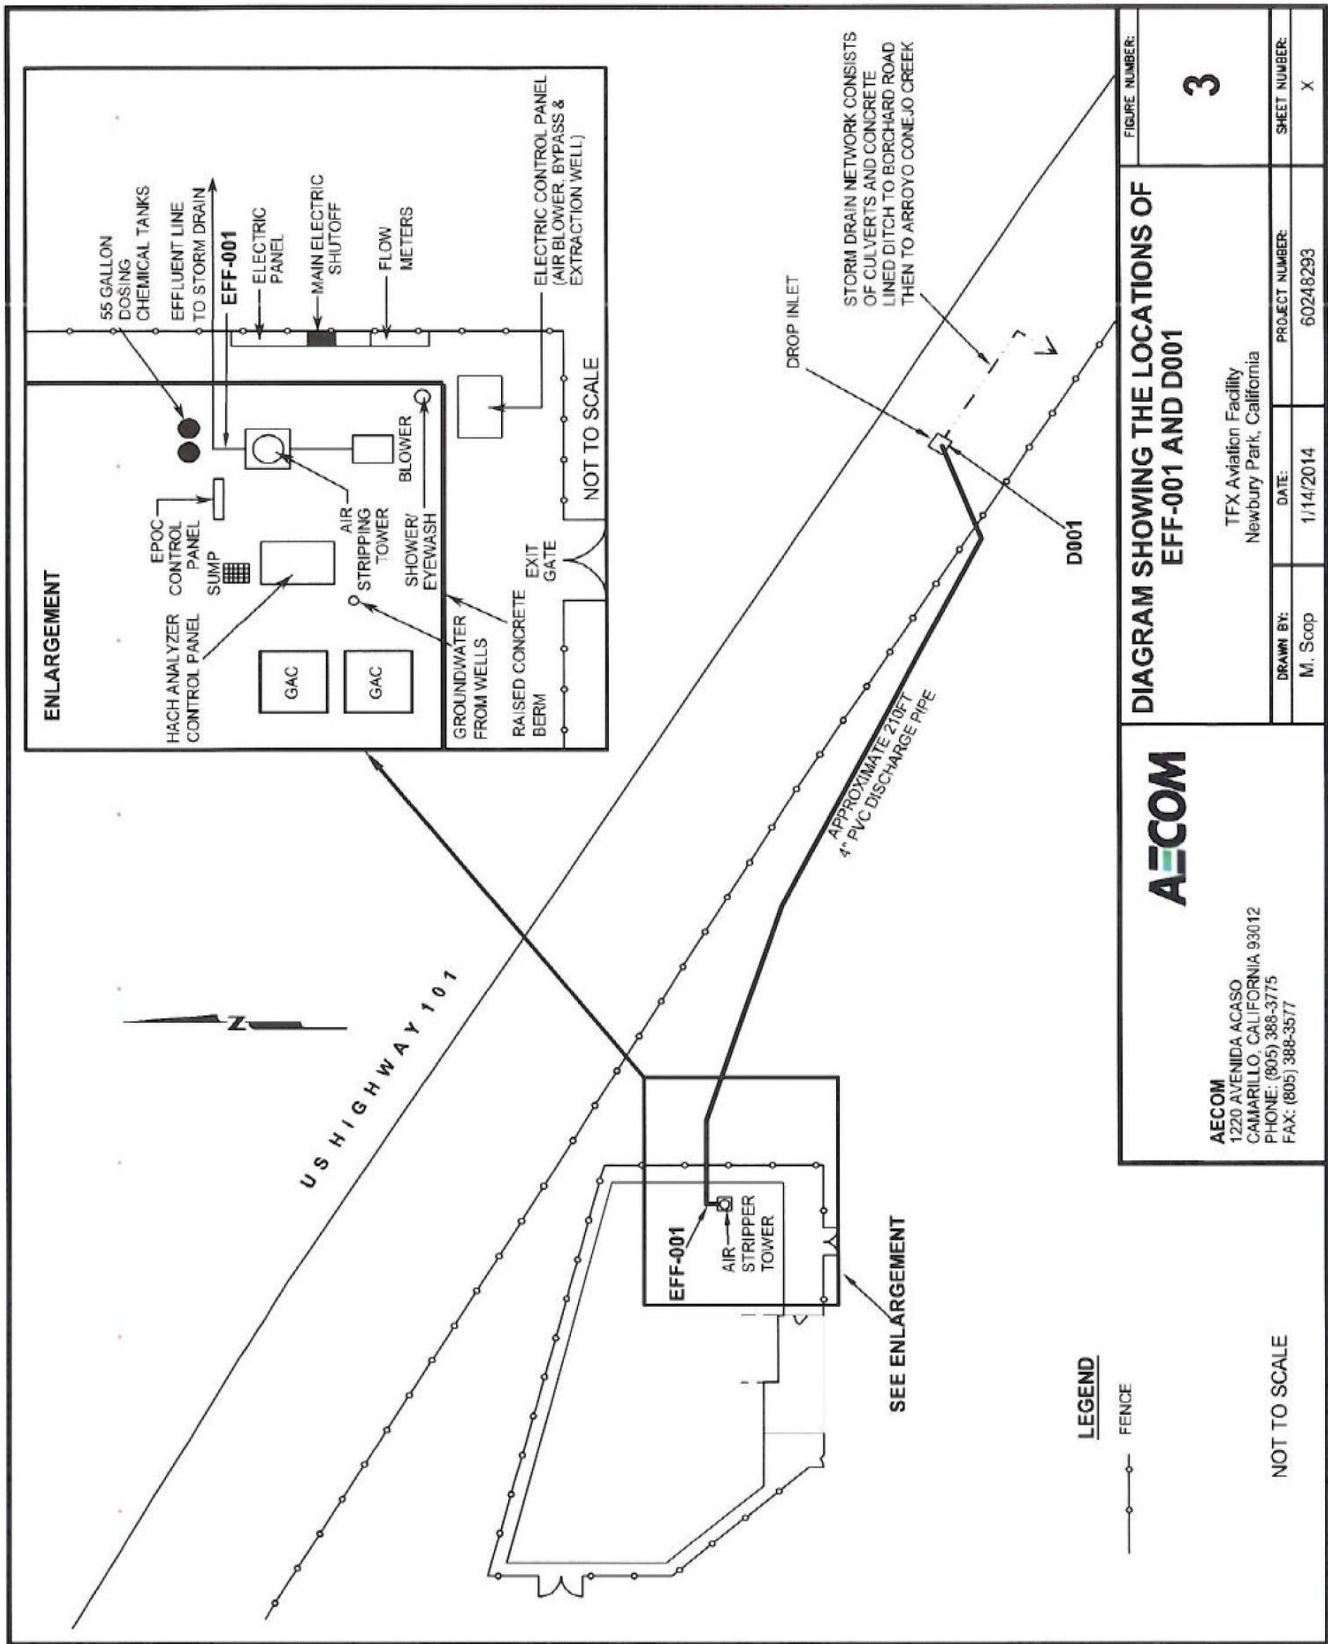 ENLARGEMENT
HACH ANALYZER
CONTROL PANEL
EPOC
CONTROL
PANEL
SUMP
55 GALLON
DOSING
CHEMICAL TANKS
EFFLUENT LINE
TO STORM DRAIN
EFF-001
ELECTRIC
PANEL
MAIN ELECTRIC
SHUTOFF
FLOW
METERS
ELECTRIC CONTROL PANEL
(AIR BLOWER, BYPASS &
EXTRACTION WELL)
GAC
GAC
AIR
STRIPPING
TOWER
BLOWER
SHOWER/
EYEWASH
GROUNDWATER
FROM WELLS
RAISED CONCRETE
BERM
EXIT
GATE
NOT TO SCALE
N
US HIGHWAY 101
EFF-001
AIR
STRIPPER
TOWER
SEE ENLARGEMENT
APPROXIMATE 210FT
4" PVC DISCHARGE PIPE
DROP INLET
D001
STORM DRAIN NETWORK CONSISTS
OF CULVERTS AND CONCRETE
LINED DITCH TO BORCHARD ROAD
THEN TO ARROYO CONEJO CREEK
LEGEND
FENCE
NOT TO SCALE
AECOM
AECOM
1220 AVENIDA ACASO
CAMARILLO, CALIFORNIA 93012
PHONE: (805) 388-3775
FAX: (805) 388-3577
DIAGRAM SHOWING THE LOCATIONS OF
EFF-001 AND D001
TFX Aviation Facility
Newbury Park, California
DRAWN BY:
M. Scop
DATE:
1/14/2014
PROJECT NUMBER:
60248293
FIGURE NUMBER:
3
SHEET NUMBER:
X